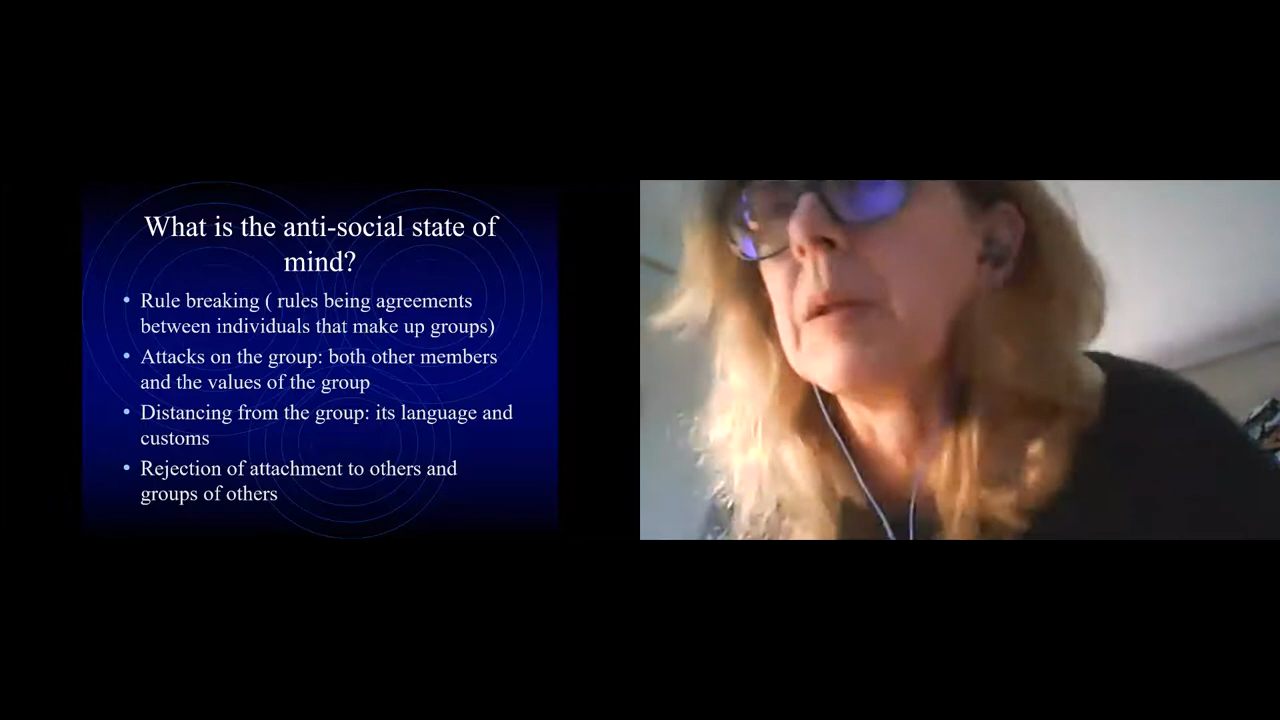 What is the anti-social state of
mind?
• Rule breaking ( rules being agreements
between individuals that make up groups)
• Attacks on the group: both other members
and the values of the group
• Distancing from the group: its language and
customs
• Rejection of attachment to others and
groups of others